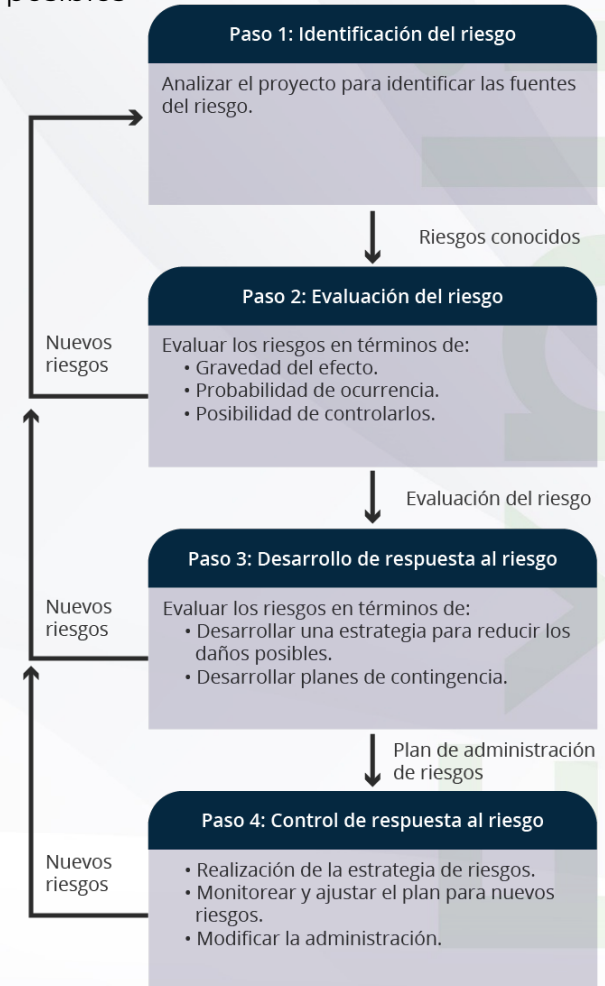 Paso 1: Identificación del riesgo
Analizar el proyecto para identificar las fuentes
del riesgo.
Riesgos conocidos
Paso 2: Evaluación del riesgo
Nuevos
riesgos
Evaluar los riesgos en términos de:
• Gravedad del efecto.
• Probabilidad de ocurrencia.
• Posibilidad de controlarlos.
Evaluación del riesgo
Paso 3: Desarrollo de respuesta al riesgo
Nuevos
riesgos
Evaluar los riesgos en términos de:
• Desarrollar una estrategia para reducir los
daños posibles.
• Desarrollar planes de contingencia.
Plan de administración
de riesgos
Paso 4: Control de respuesta al riesgo
Nuevos
riesgos
• Realización de la estrategia de riesgos.
• Monitorear y ajustar el plan para nuevos
riesgos.
• Modificar la administración.